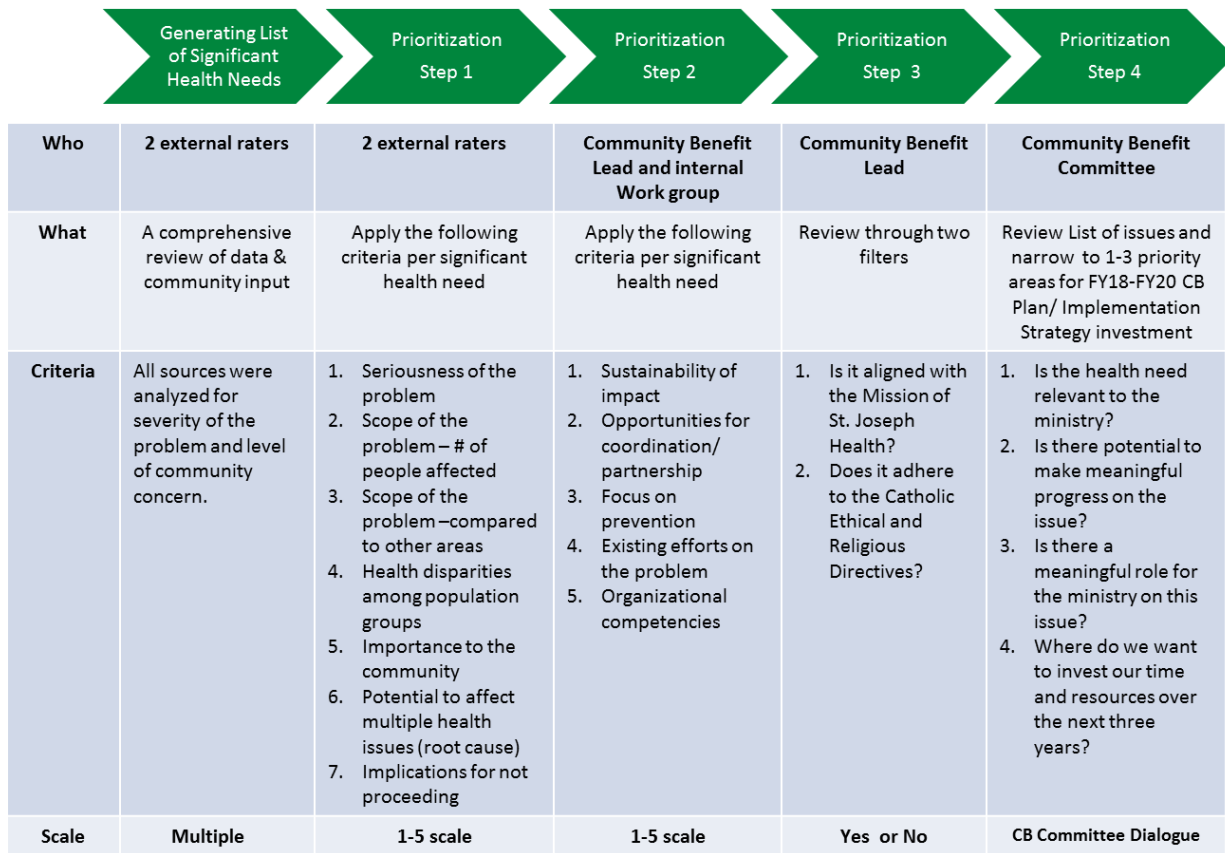 Generating List
of Significant
Health Needs
Prioritization
Step 1
Prioritization
Step 2
Prioritization
Step 3
Prioritization
Step 4
Who
2 external raters
2 external raters
Community Benefit
Lead and internal
Work group
Community Benefit
Lead
Community Benefit
Committee
What
A comprehensive
review of data &
community input
Apply the following
criteria per significant
health need
Apply the following
criteria per significant
health need
Review through two
filters
Review List of issues and
narrow to 1-3 priority
areas for FY18-FY20 CB
Plan/ Implementation
Strategy investment
Criteria
All sources were
analyzed for
severity of the
problem and level
of community
concern.
1. Seriousness of the
problem
2. Scope of the
problem – # of
people affected
3. Scope of the
problem –compared
to other areas
4. Health disparities
among population
groups
5. Importance to the
community
6. Potential to affect
multiple health
issues (root cause)
7. Implications for not
proceeding
1. Sustainability of
impact
2. Opportunities for
coordination/
partnership
3. Focus on
prevention
4. Existing efforts on
the problem
5. Organizational
competencies
1. Is it aligned with
the Mission of
St. Joseph
Health?
2. Does it adhere
to the Catholic
Ethical and
Religious
Directives?
1. Is the health need
relevant to the
ministry?
2. Is there potential to
make meaningful
progress on the
issue?
3. Is there a
meaningful role for
the ministry on this
issue?
4. Where do we want
to invest our time
and resources over
the next three
years?
Scale
Multiple
1-5 scale
1-5 scale
Yes or No
CB Committee Dialogue